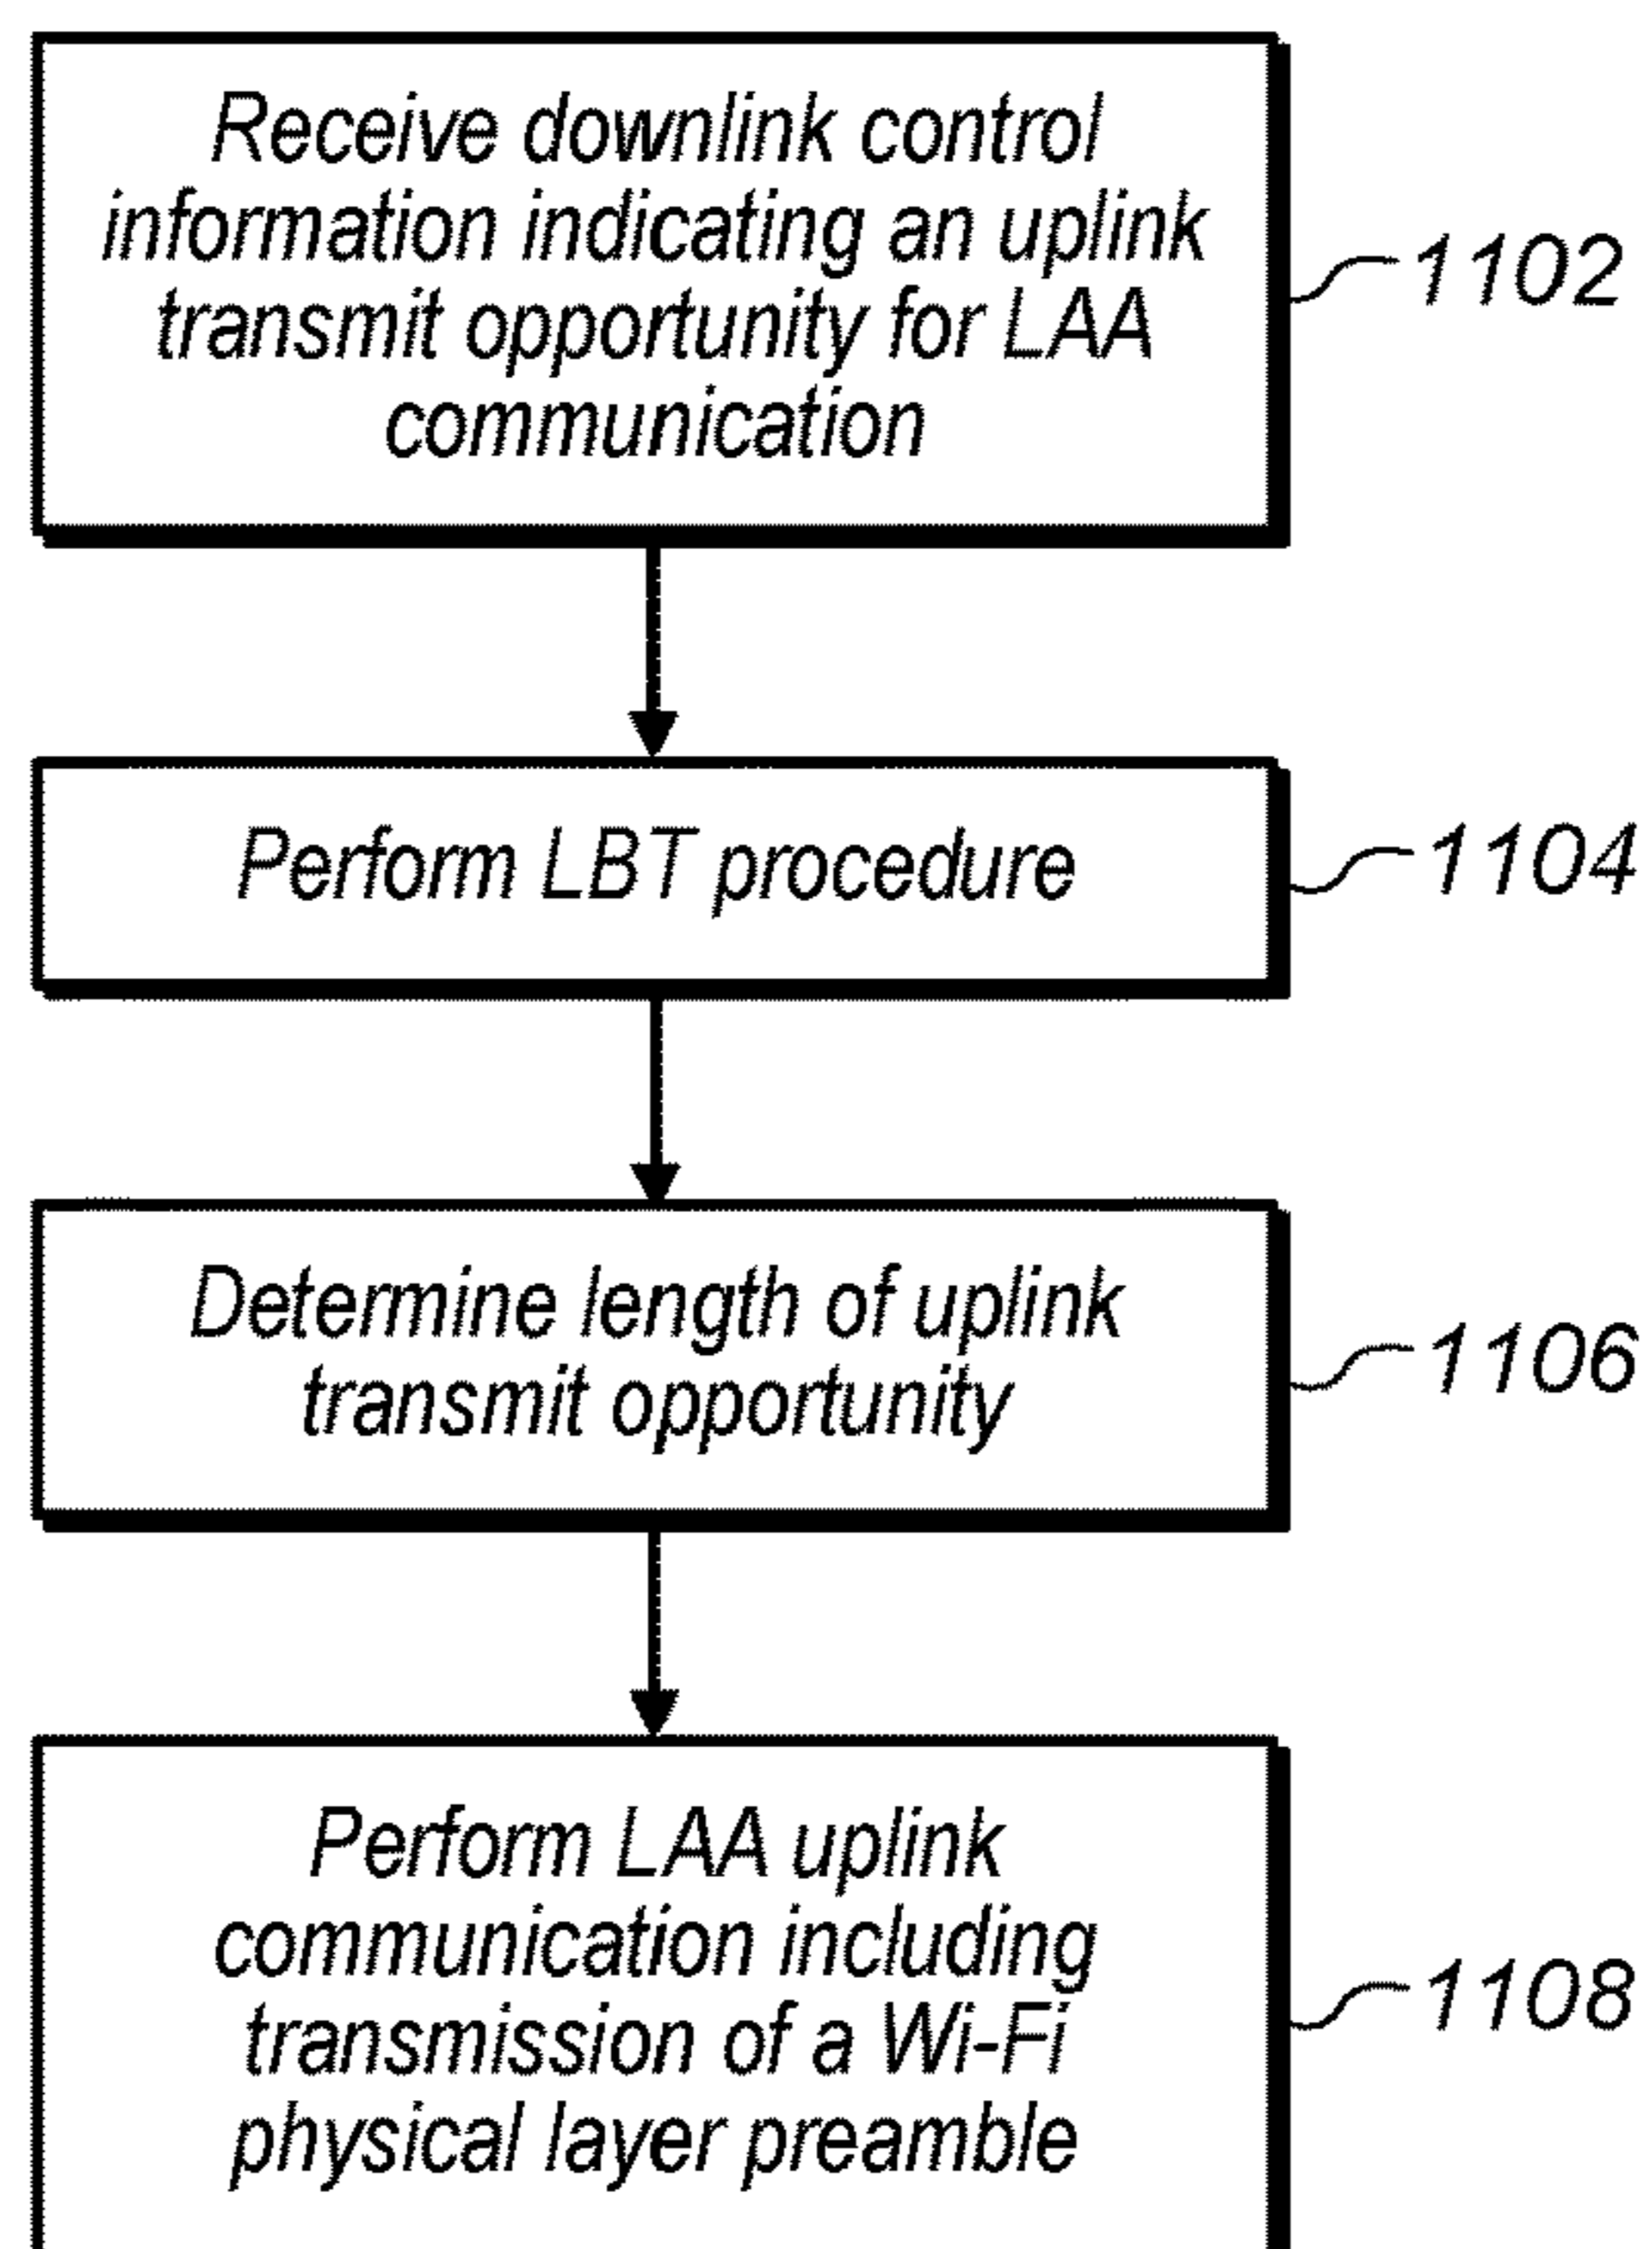 Receive downlink control
information indicating an uplink
transmit opportunity for LAA
communication
1102
Perform LBT procedure
1104
Determine length of uplink
transmit opportunity
1106
Perform LAA uplink
communication including
transmission of a Wi-Fi
physical layer preamble
1108